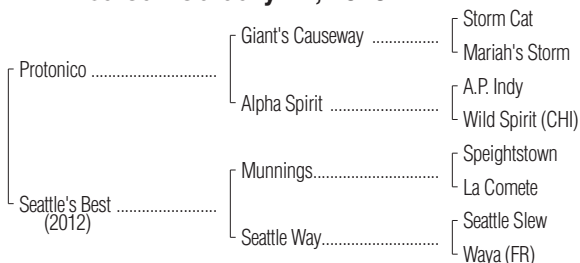 Storm Cat
Giant's Causeway ..................
Mariah's Storm
Protonico ................................
A.P. Indy
Alpha Spirit ...........................
Wild Spirit (CHI)
Speightstown
Munnings..............................
La Comete
Seattle's Best .........................
(2012)
Seattle Slew
Seattle Way..........................
Waya (FR)